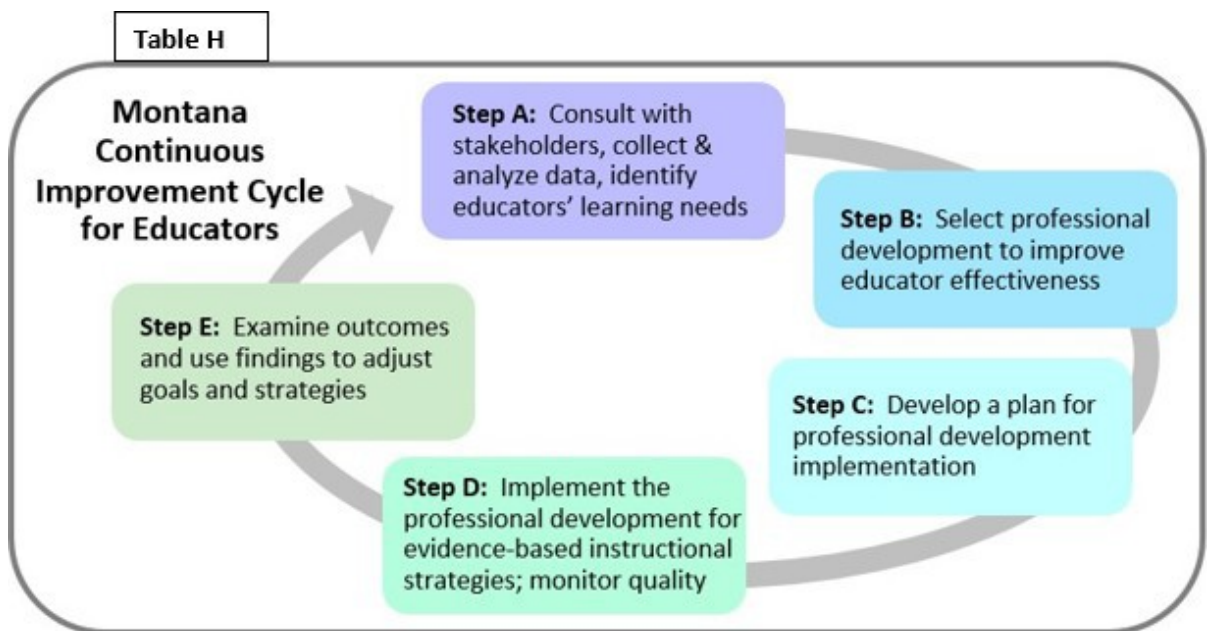 Table H
Montana
Continuous
Improvement Cycle
for Educators
Step A: Consult with
stakeholders, collect &
analyze data, identify
educators’ learning needs
Step B: Select professional
development to improve
educator effectiveness
Step C: Develop a plan for
professional development
implementation
Step D: Implement the
professional development for
evidence-based instructional
strategies; monitor quality
Step E: Examine outcomes
and use findings to adjust
goals and strategies